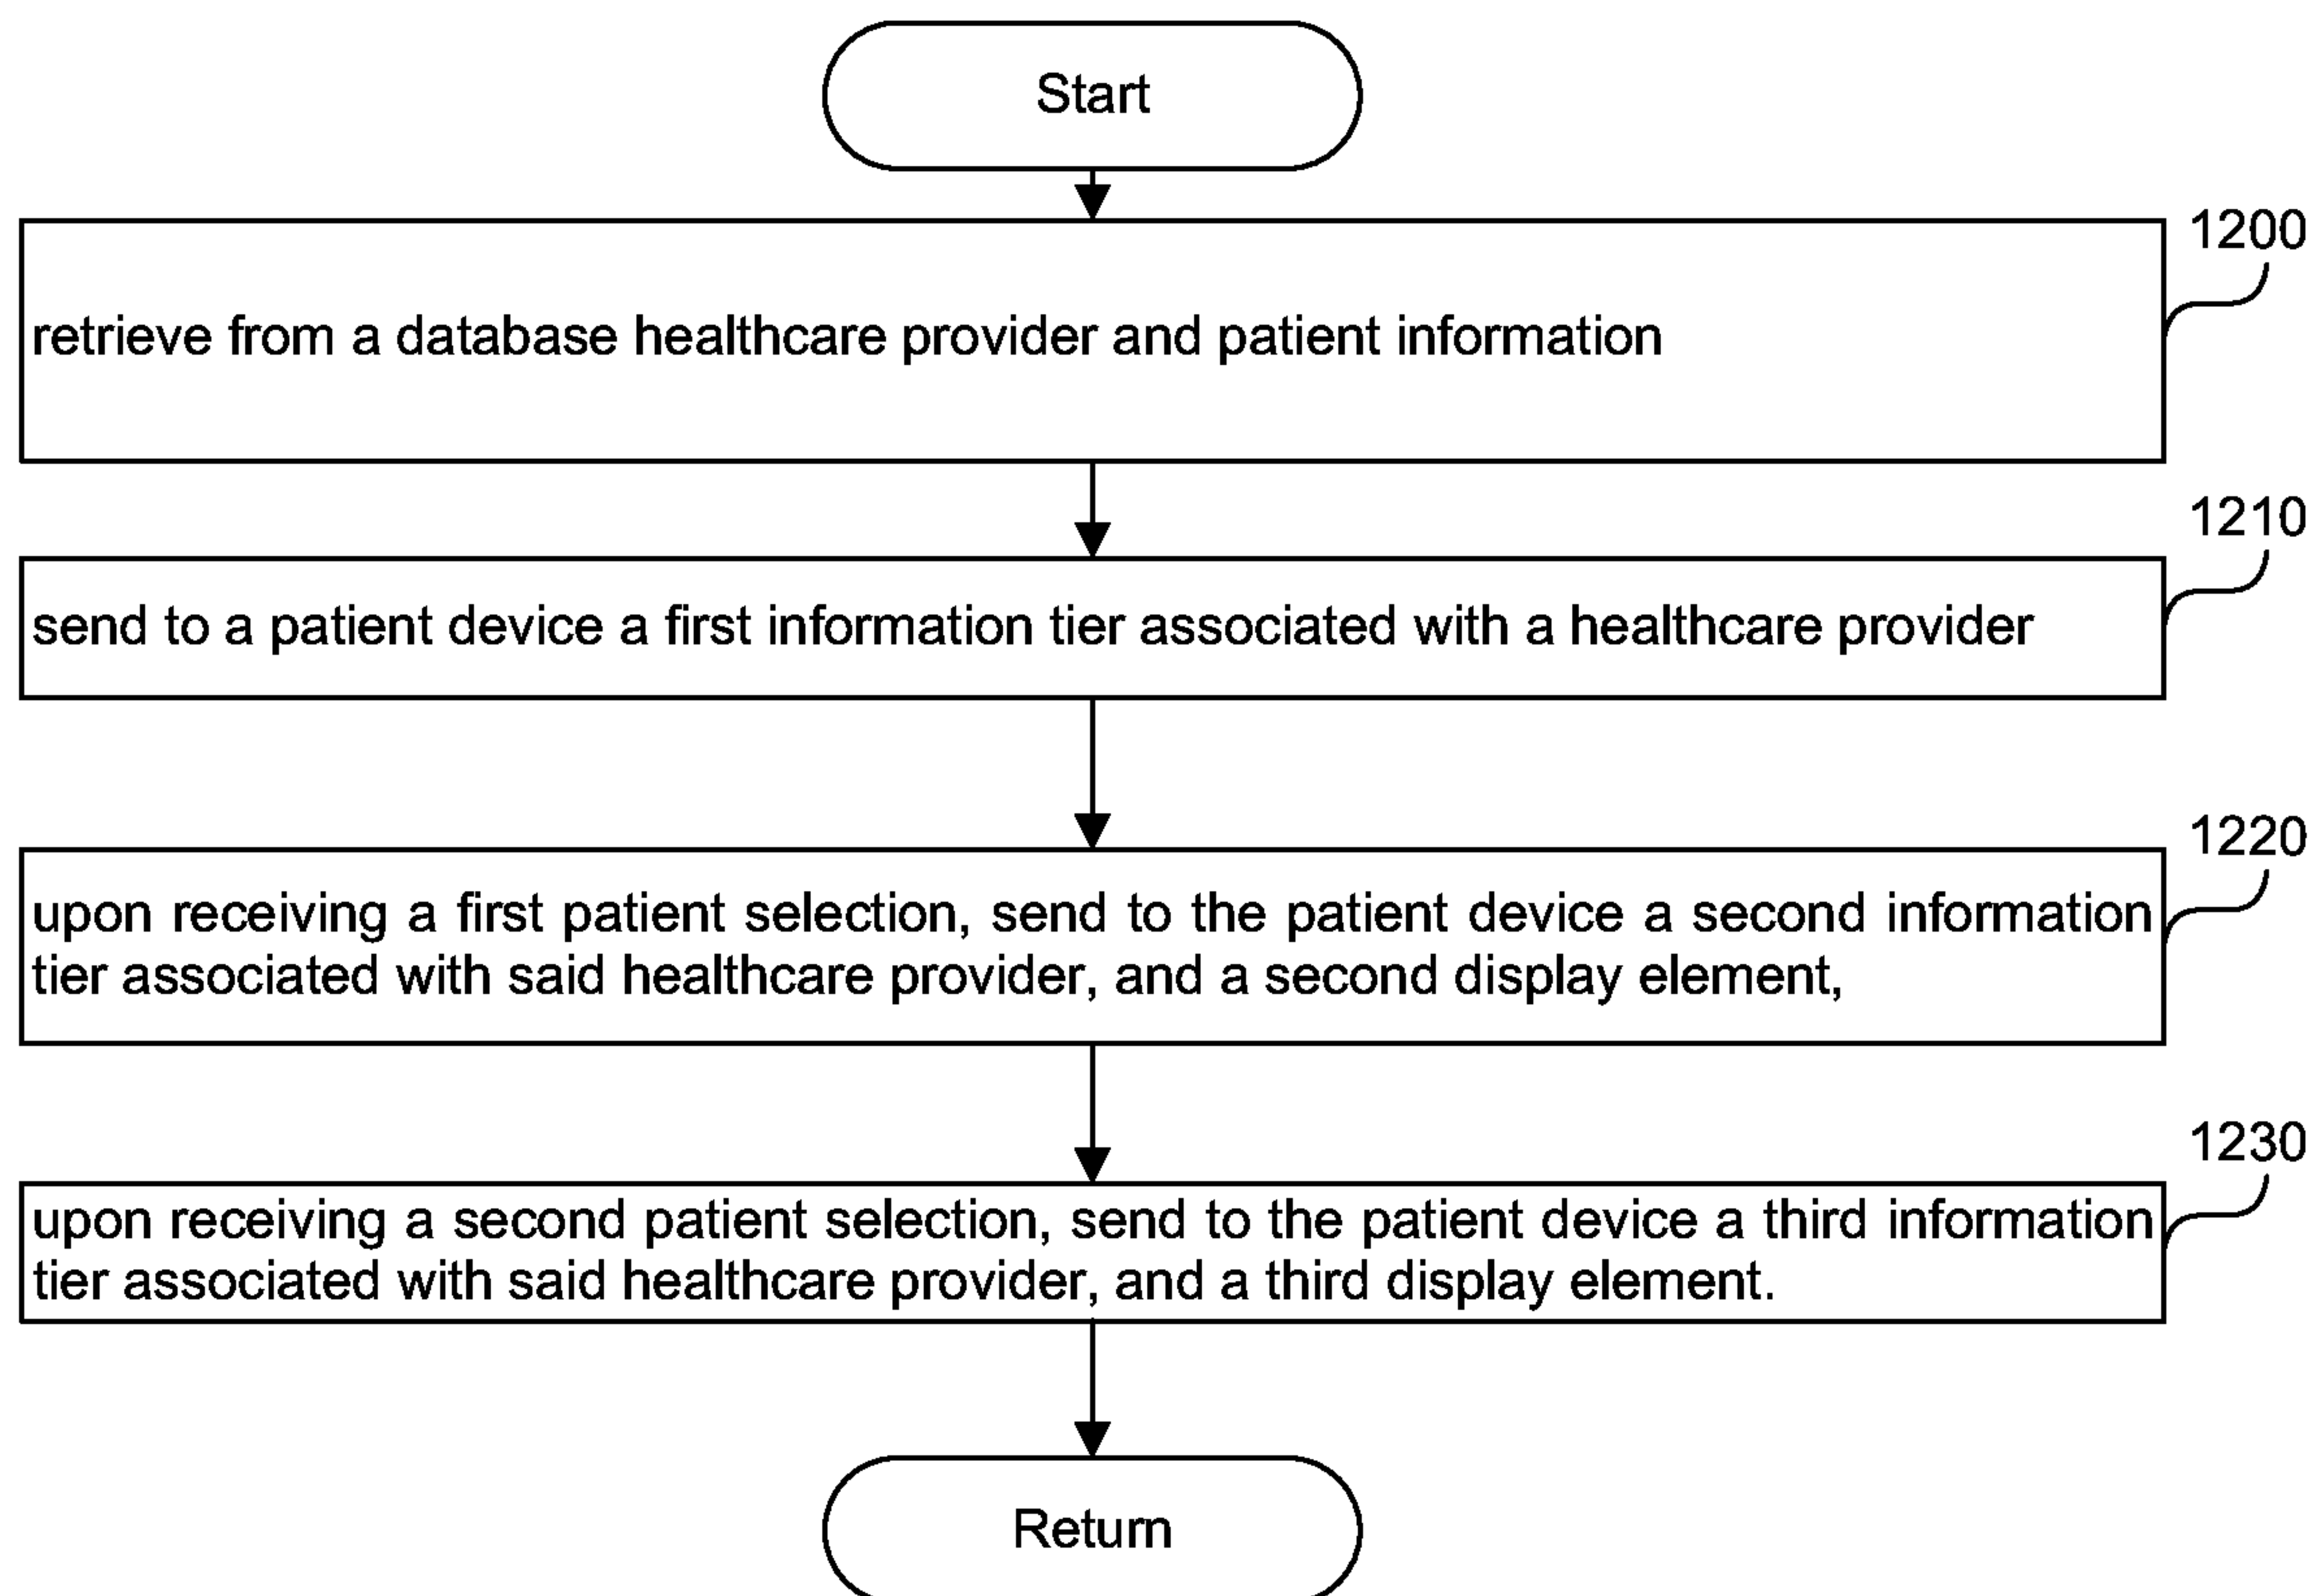 Start
1200
retrieve from a database healthcare provider and patient information
1210
send to a patient device a first information tier associated with a healthcare provider
1220
upon receiving a first patient selection, send to the patient device a second information
tier associated with said healthcare provider, and a second display element,
1230
upon receiving a second patient selection, send to the patient device a third information
tier associated with said healthcare provider, and a third display element.
Return